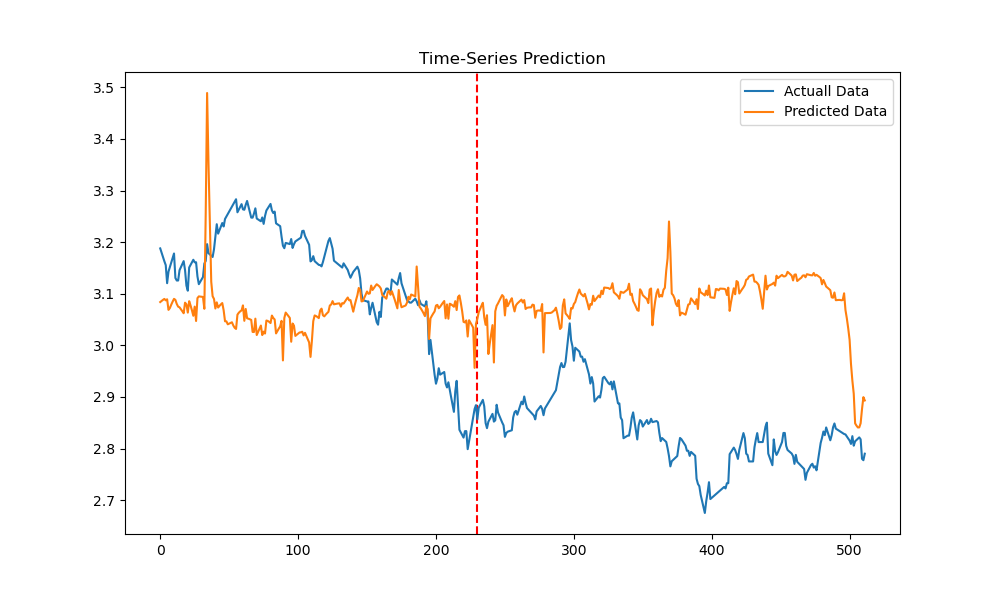 Time-Series Prediction
Actuall Data
Predicted Data
3.5
3.4
3.3
3.2
3.1
3.0
2.9
2.8
2.7
0 100 200 300 400 500